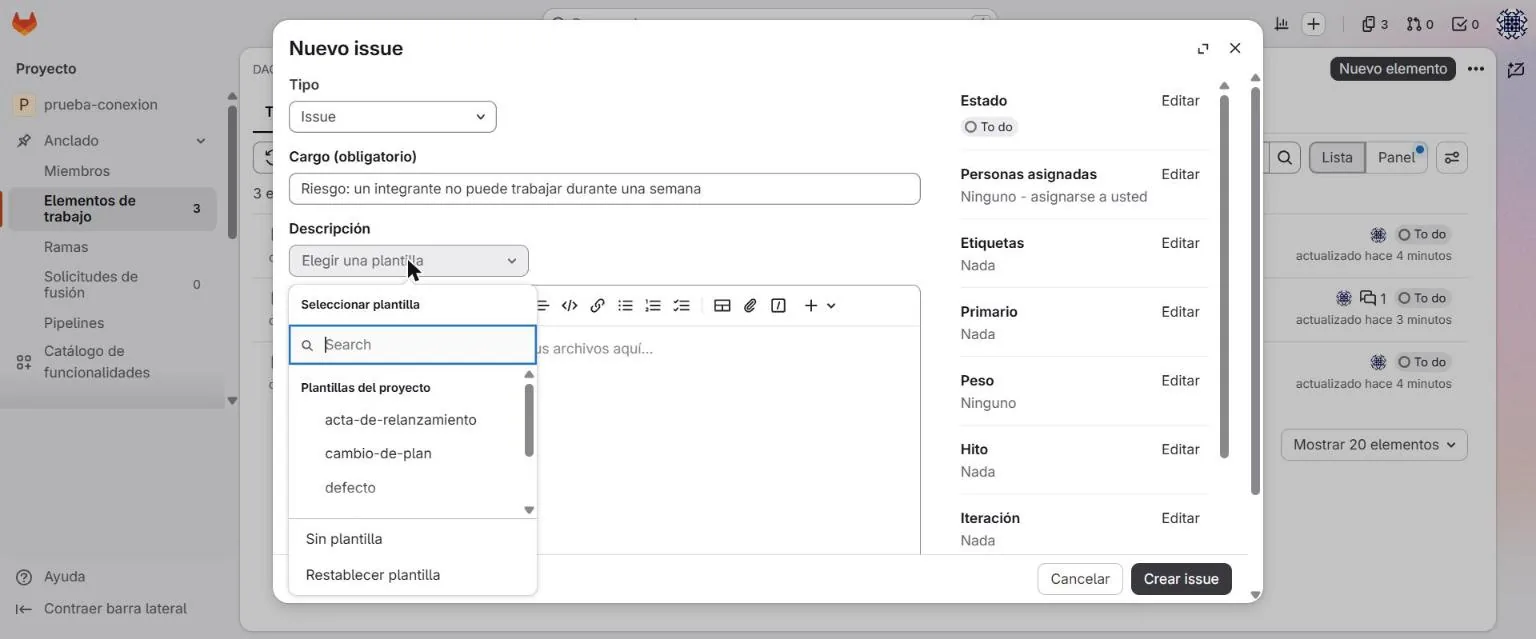 Proyecto
P prueba-conexion
Anclado
Miembros
Elementos de
trabajo
3
Ramas
Solicitudes de
fusión
0
Pipelines
Catálogo de
funcionalidades
Ayuda
Contraer barra lateral
3
0
0
Nuevo elemento
Lista
Panel
To do
actualizado hace 4 minutos
1
To do
actualizado hace 3 minutos
To do
actualizado hace 4 minutos
Mostrar 20 elementos
Nuevo issue
Tipo
Issue
Cargo (obligatorio)
Riesgo: un integrante no puede trabajar durante una semana
Descripción
Elegir una plantilla
Seleccionar plantilla
Search
Plantillas del proyecto
acta-de-relanzamiento
cambio-de-plan
defecto
Sin plantilla
Restablecer plantilla
archivos aquí...
Estado
Editar
To do
Personas asignadas
Editar
Ninguno - asignarse a usted
Etiquetas
Editar
Nada
Primario
Editar
Nada
Peso
Editar
Ninguno
Hito
Editar
Nada
Iteración
Editar
Nada
Cancelar
Crear issue